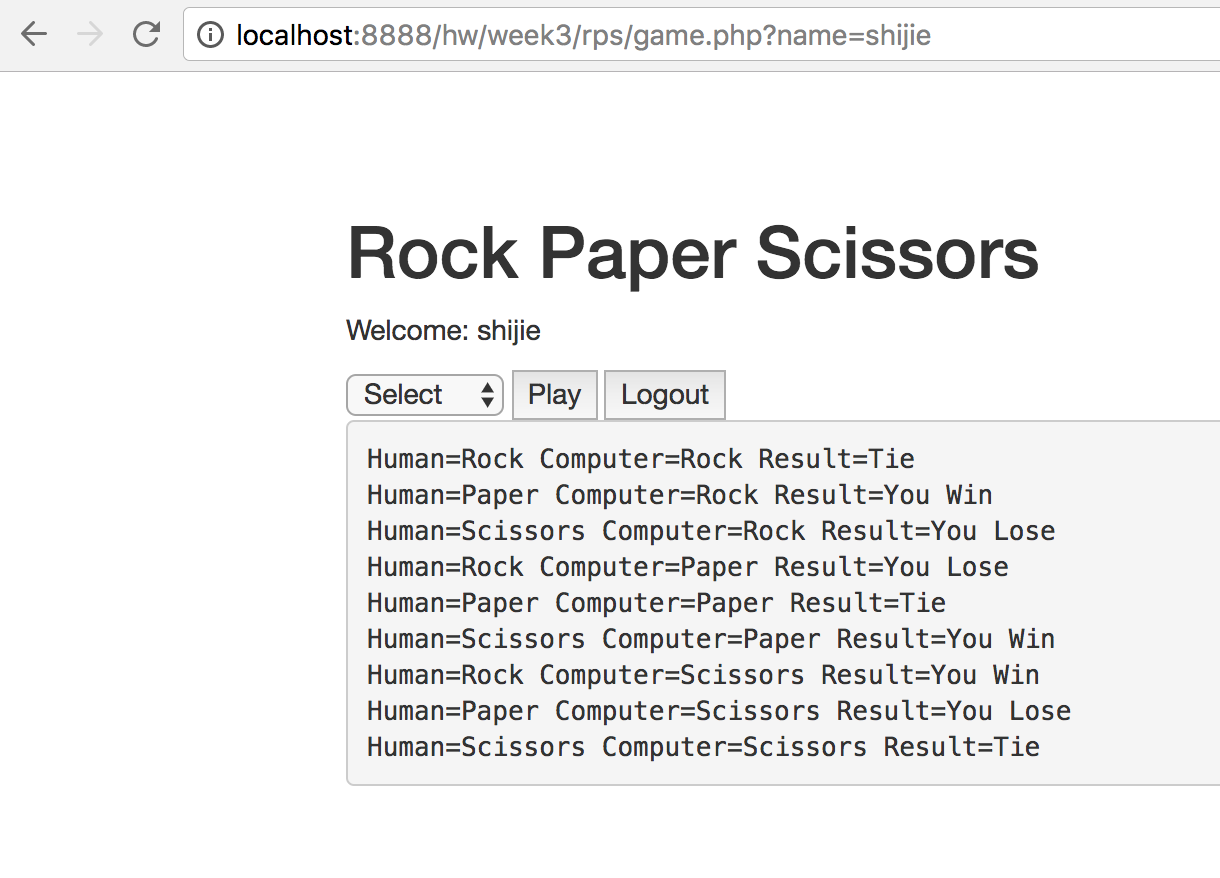 localhost:8888/hw/week3/rps/game.php?name=shijie
Rock Paper Scissors
Welcome: shijie
Select Play Logout
Human=Rock Computer=Rock Result=Tie
Human=Paper Computer=Rock Result=You Win
Human=Scissors Computer=Rock Result=You Lose
Human=Rock Computer=Paper Result=You Lose
Human=Paper Computer=Paper Result=Tie
Human=Scissors Computer=Paper Result=You Win
Human=Rock Computer=Scissors Result=You Win
Human=Paper Computer=Scissors Result=You Lose
Human=Scissors Computer=Scissors Result=Tie